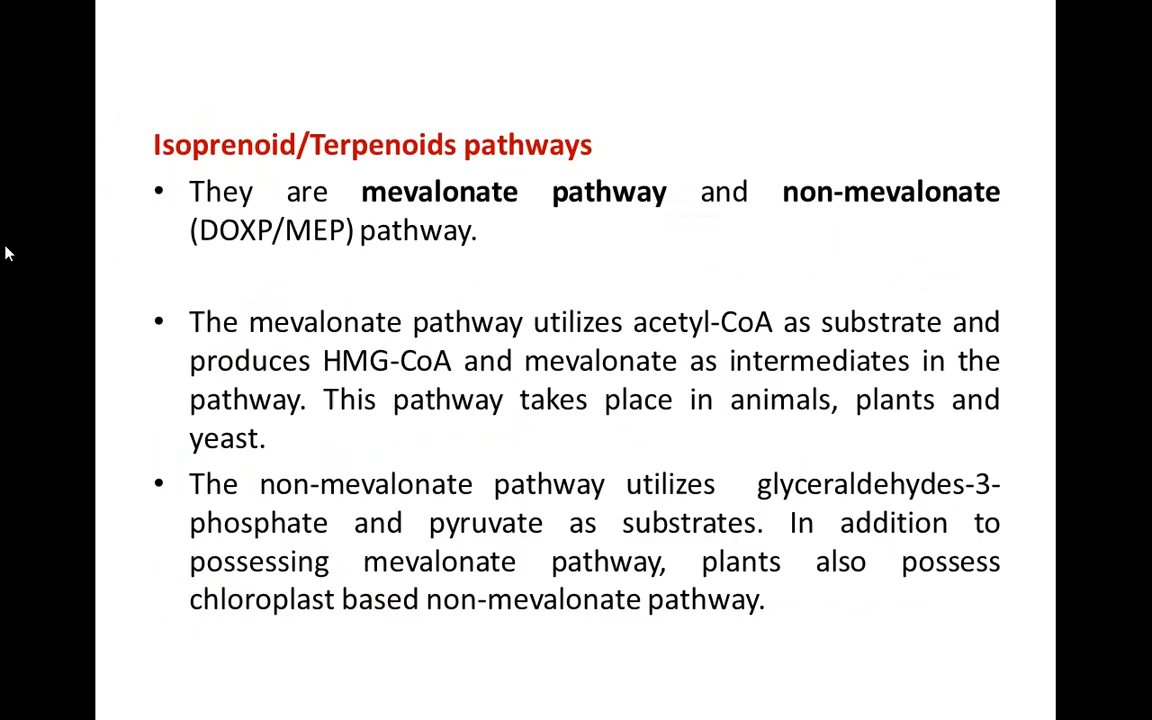 Isoprenoid/Terpenoids pathways
• They are mevalonate pathway and non-mevalonate
(DOXP/MEP) pathway.
• The mevalonate pathway utilizes acetyl-CoA as substrate and
produces HMG-CoA and mevalonate as intermediates in the
pathway. This pathway takes place in animals, plants and
yeast.
• The non-mevalonate pathway utilizes glyceraldehydes-3-
phosphate and pyruvate as substrates. In addition to
possessing mevalonate pathway, plants also possess
chloroplast based non-mevalonate pathway.